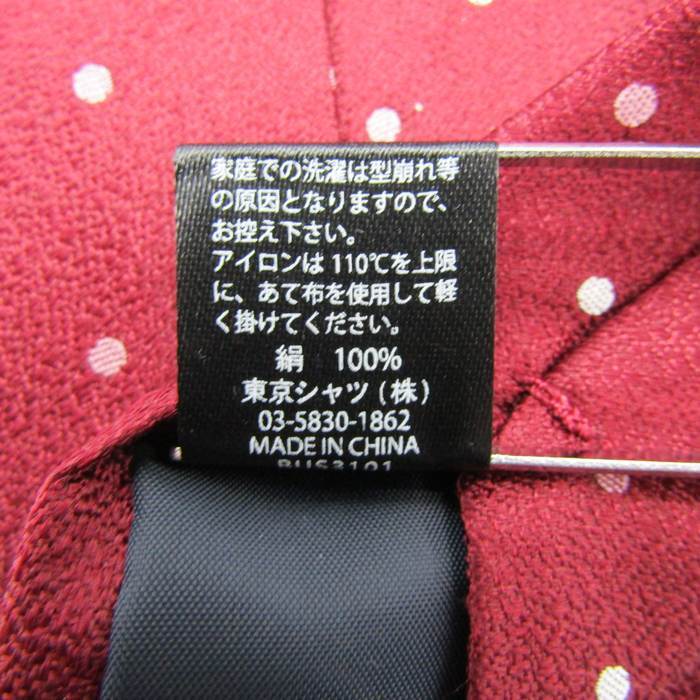 家庭での洗濯は型崩れ等
の原因となりますので、
お控え下さい。
アイロンは110℃を上限
に、あて布を使用して軽
く掛けてください。
絹 100%
東京シャツ(株)
03-5830-1862
MADE IN CHINA